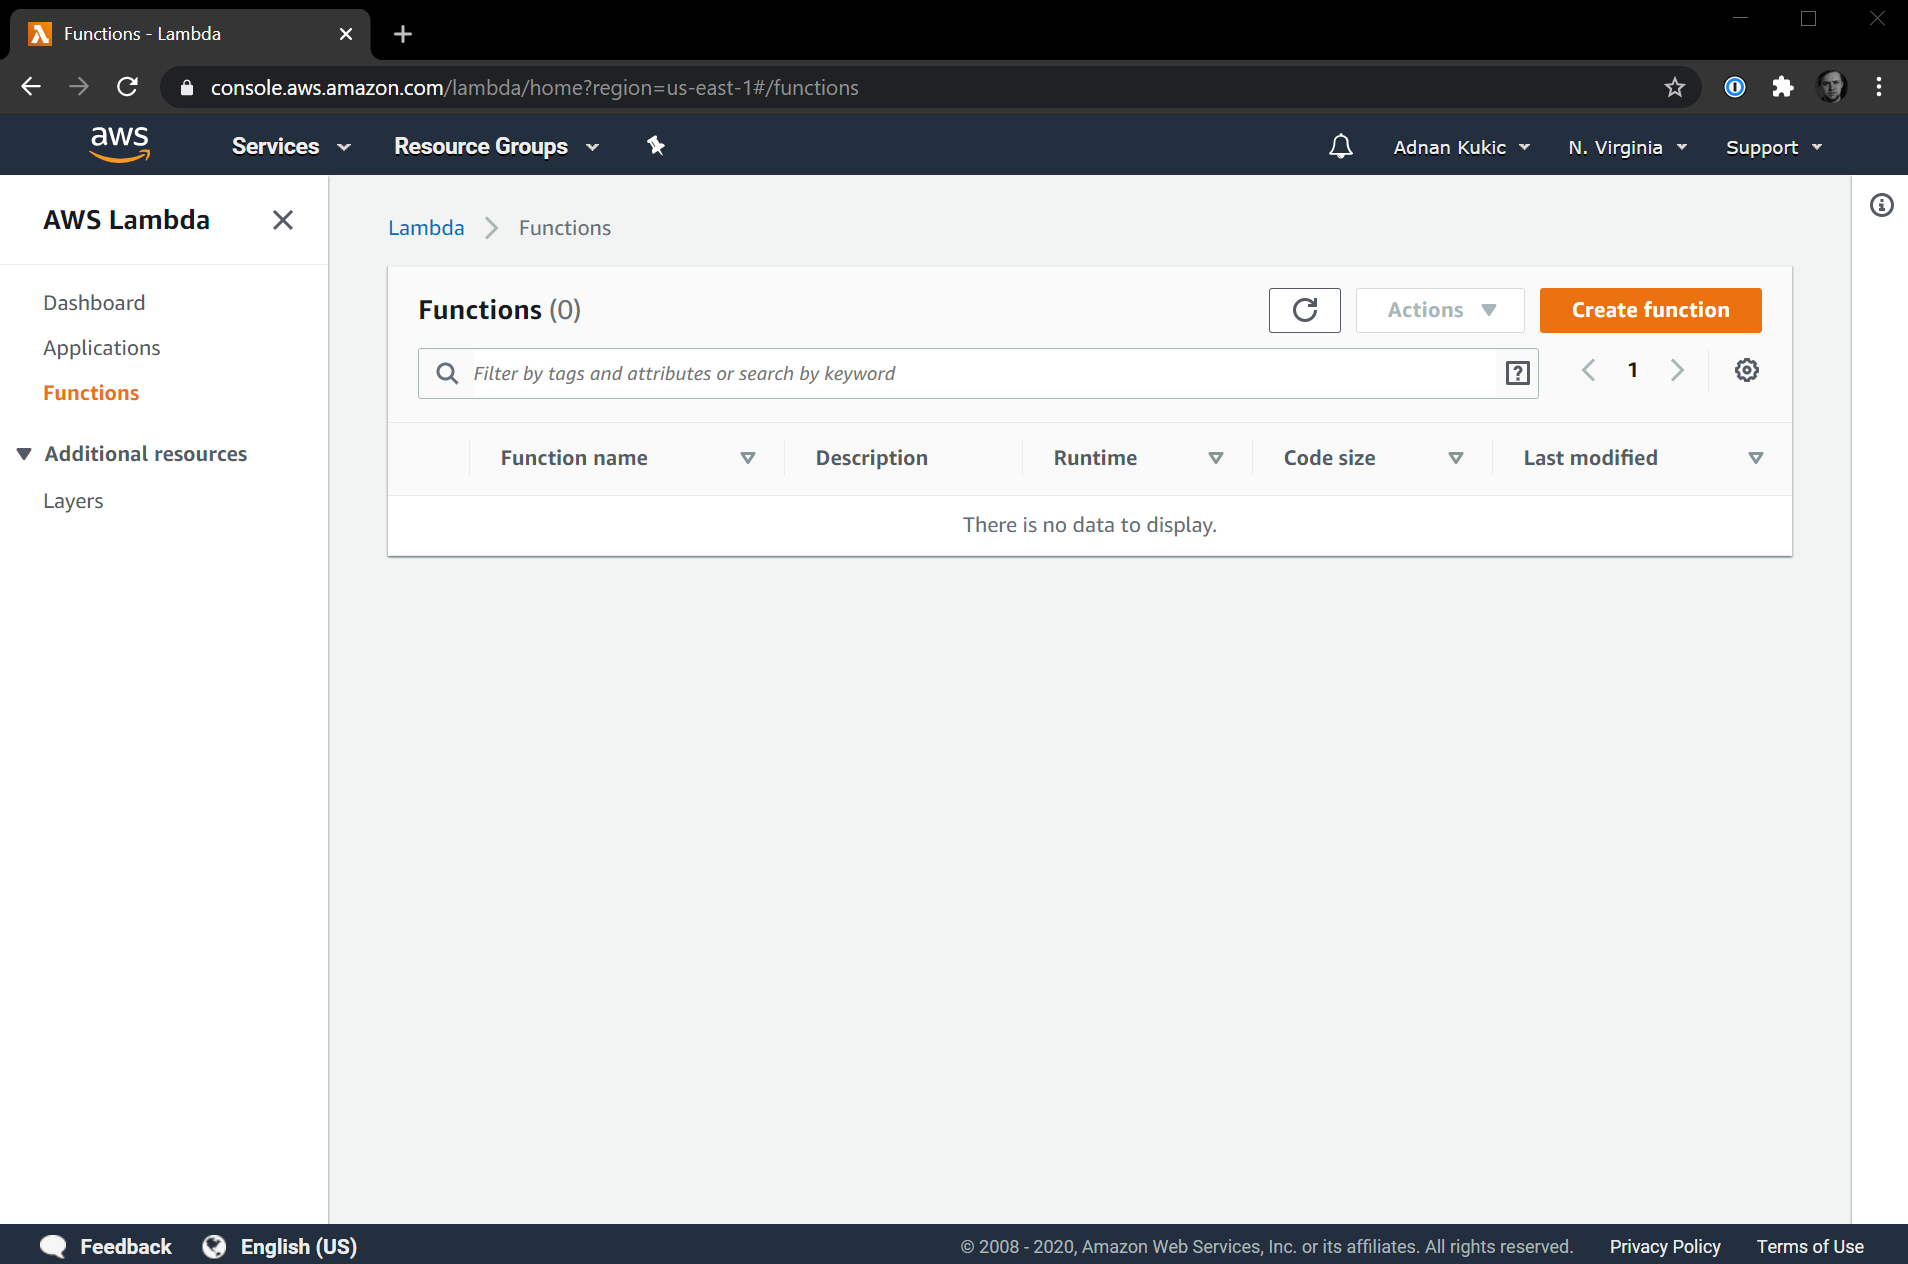 Functions - Lambda
console.aws.amazon.com/lambda/home?region=us-east-1#/functions
aws
Services
Resource Groups
Adnan Kukic
N. Virginia
Support
AWS Lambda
Dashboard
Applications
Functions
Additional resources
Layers
Lambda
Functions
Functions (0)
Actions
Create function
Filter by tags and attributes or search by keyword
1
Function name
Description
Runtime
Code size
Last modified
There is no data to display.
Feedback
English (US)
© 2008 - 2020, Amazon Web Services, Inc. or its affiliates. All rights reserved.
Privacy Policy
Terms of Use